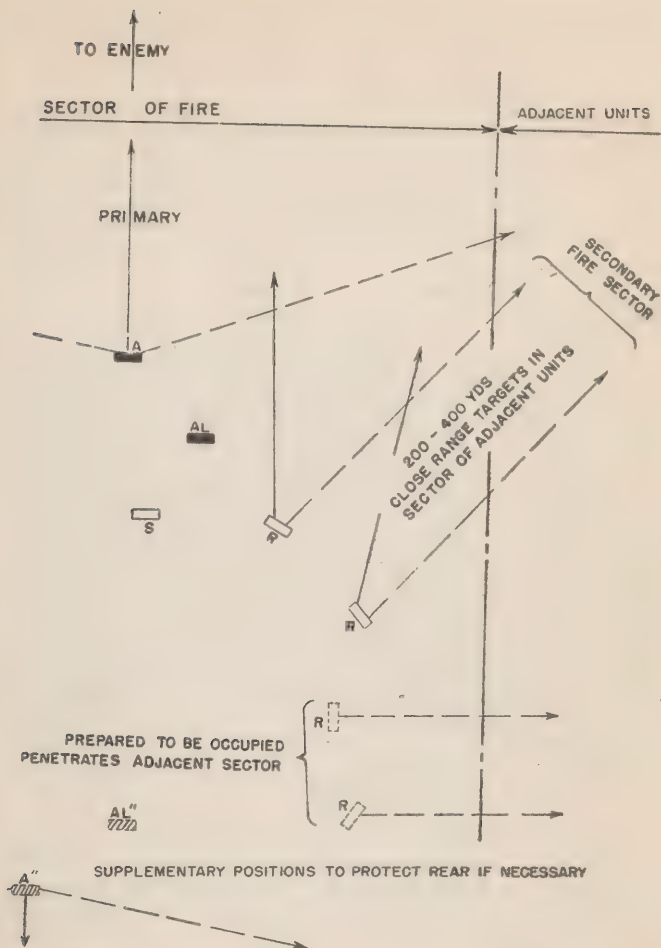 TO ENEMY
SECTOR OF FIRE
ADJACENT UNITS
PRIMARY
SECONDARY
FIRE SECTOR
A
200 - 400 YDS
CLOSE RANGE TARGETS IN
SECTOR OF ADJACENT UNITS
AL
S
R
R
R
PREPARED TO BE OCCUPIED
PENETRATES ADJACENT SECTOR
R
AL"
SUPPLEMENTARY POSITIONS TO PROTECT REAR IF NECESSARY
A"